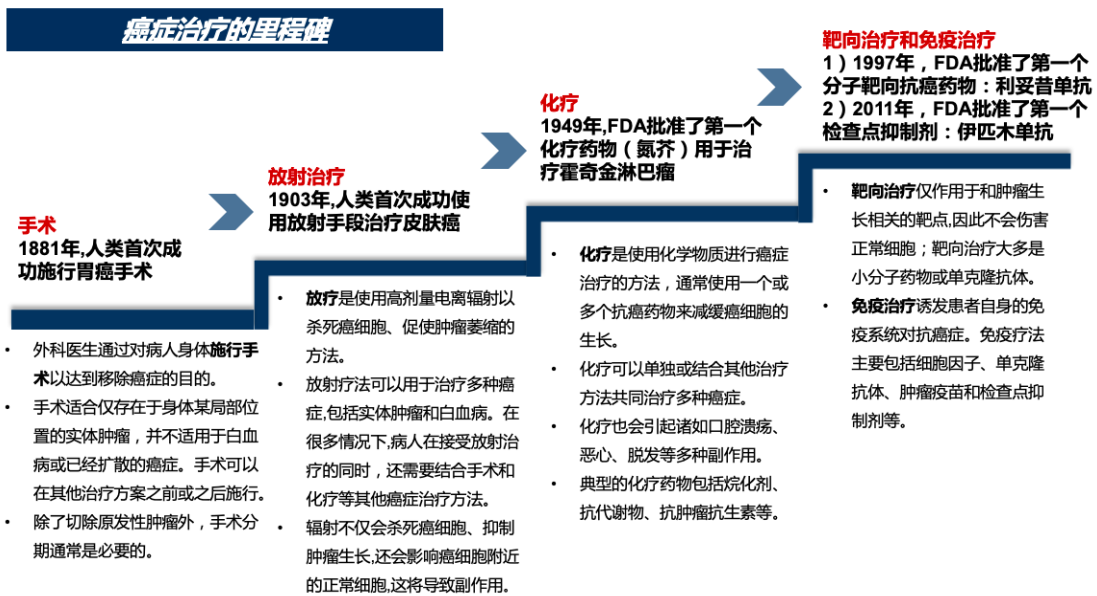 癌症治疗的里程碑
手术
1881年,人类首次成
功施行胃癌手术
• 外科医生通过对病人身体施行手
术以达到移除癌症的目的。
• 手术适合仅存在于身体某局部位
置的实体肿瘤，并不适用于白血
病或已经扩散的癌症。手术可以
在其他治疗方案之前或之后施行。
• 除了切除原发性肿瘤外，手术分
期通常是必要的。
放射治疗
1903年,人类首次成功使
用放射手段治疗皮肤癌
• 放疗是使用高剂量电离辐射以
杀死癌细胞、促使肿瘤萎缩的
方法。
• 放射疗法可以用于治疗多种癌
症,包括实体肿瘤和白血病。在
很多情况下,病人在接受放射治
疗的同时，还需要结合手术和
化疗等其他癌症治疗方法。
• 辐射不仅会杀死癌细胞、抑制
肿瘤生长,还会影响癌细胞附近
的正常细胞,这将导致副作用。
化疗
1949年,FDA批准了第一个
化疗药物（氮芥）用于治
疗霍奇金淋巴瘤
• 化疗是使用化学物质进行癌症
治疗的方法，通常使用一个或
多个抗癌药物来减缓癌细胞的
生长。
• 化疗可以单独或结合其他治疗
方法共同治疗多种癌症。
• 化疗也会引起诸如口腔溃疡、
恶心、脱发等多种副作用。
• 典型的化疗药物包括烷化剂、
抗代谢物、抗肿瘤抗生素等。
靶向治疗和免疫治疗
1）1997年，FDA批准了第一个
分子靶向抗癌药物：利妥昔单抗
2）2011年，FDA批准了第一个
检查点抑制剂：伊匹木单抗
• 靶向治疗仅作用于和肿瘤生
长相关的靶点,因此不会伤害
正常细胞；靶向治疗大多是
小分子药物或单克隆抗体。
• 免疫治疗诱发患者自身的免
疫系统对抗癌症。免疫疗法
主要包括细胞因子、单克隆
抗体、肿瘤疫苗和检查点抑
制剂等。